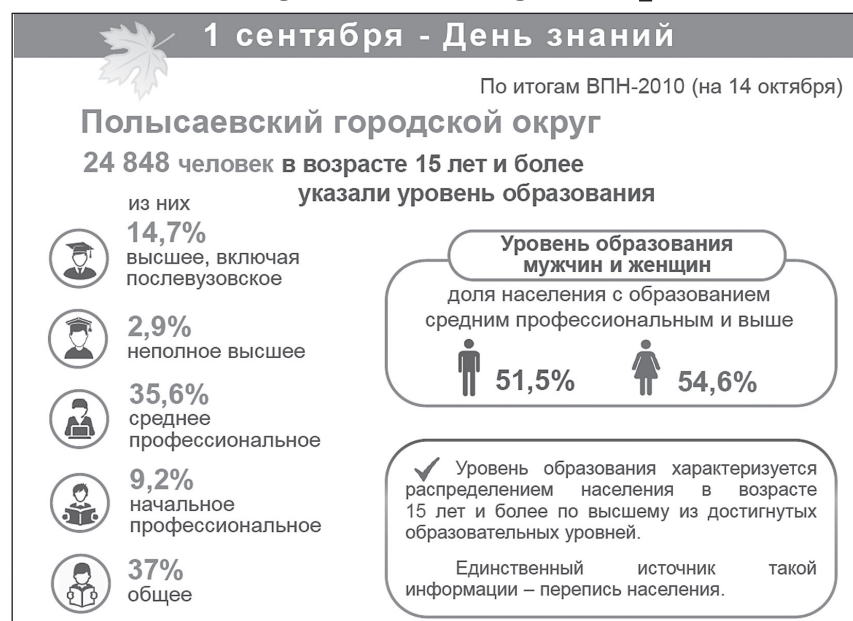 1 сентября - День знаний
По итогам ВПН-2010 (на 14 октября)
Полысаевский городской округ
24 848 человек в возрасте 15 лет и более
указали уровень образования
из них
14,7%
высшее, включая
послевузовское
2,9%
неполное высшее
35,6%
среднее
профессиональное
9,2%
начальное
профессиональное
37%
общее
Уровень образования
мужчин и женщин
доля населения с образованием
средним профессиональным и выше
51,5% 54,6%
Уровень образования характеризуется
распределением населения в возрасте
15 лет и более по высшему из достигнутых
образовательных уровней.
Единственный источник такой
информации – перепись населения.